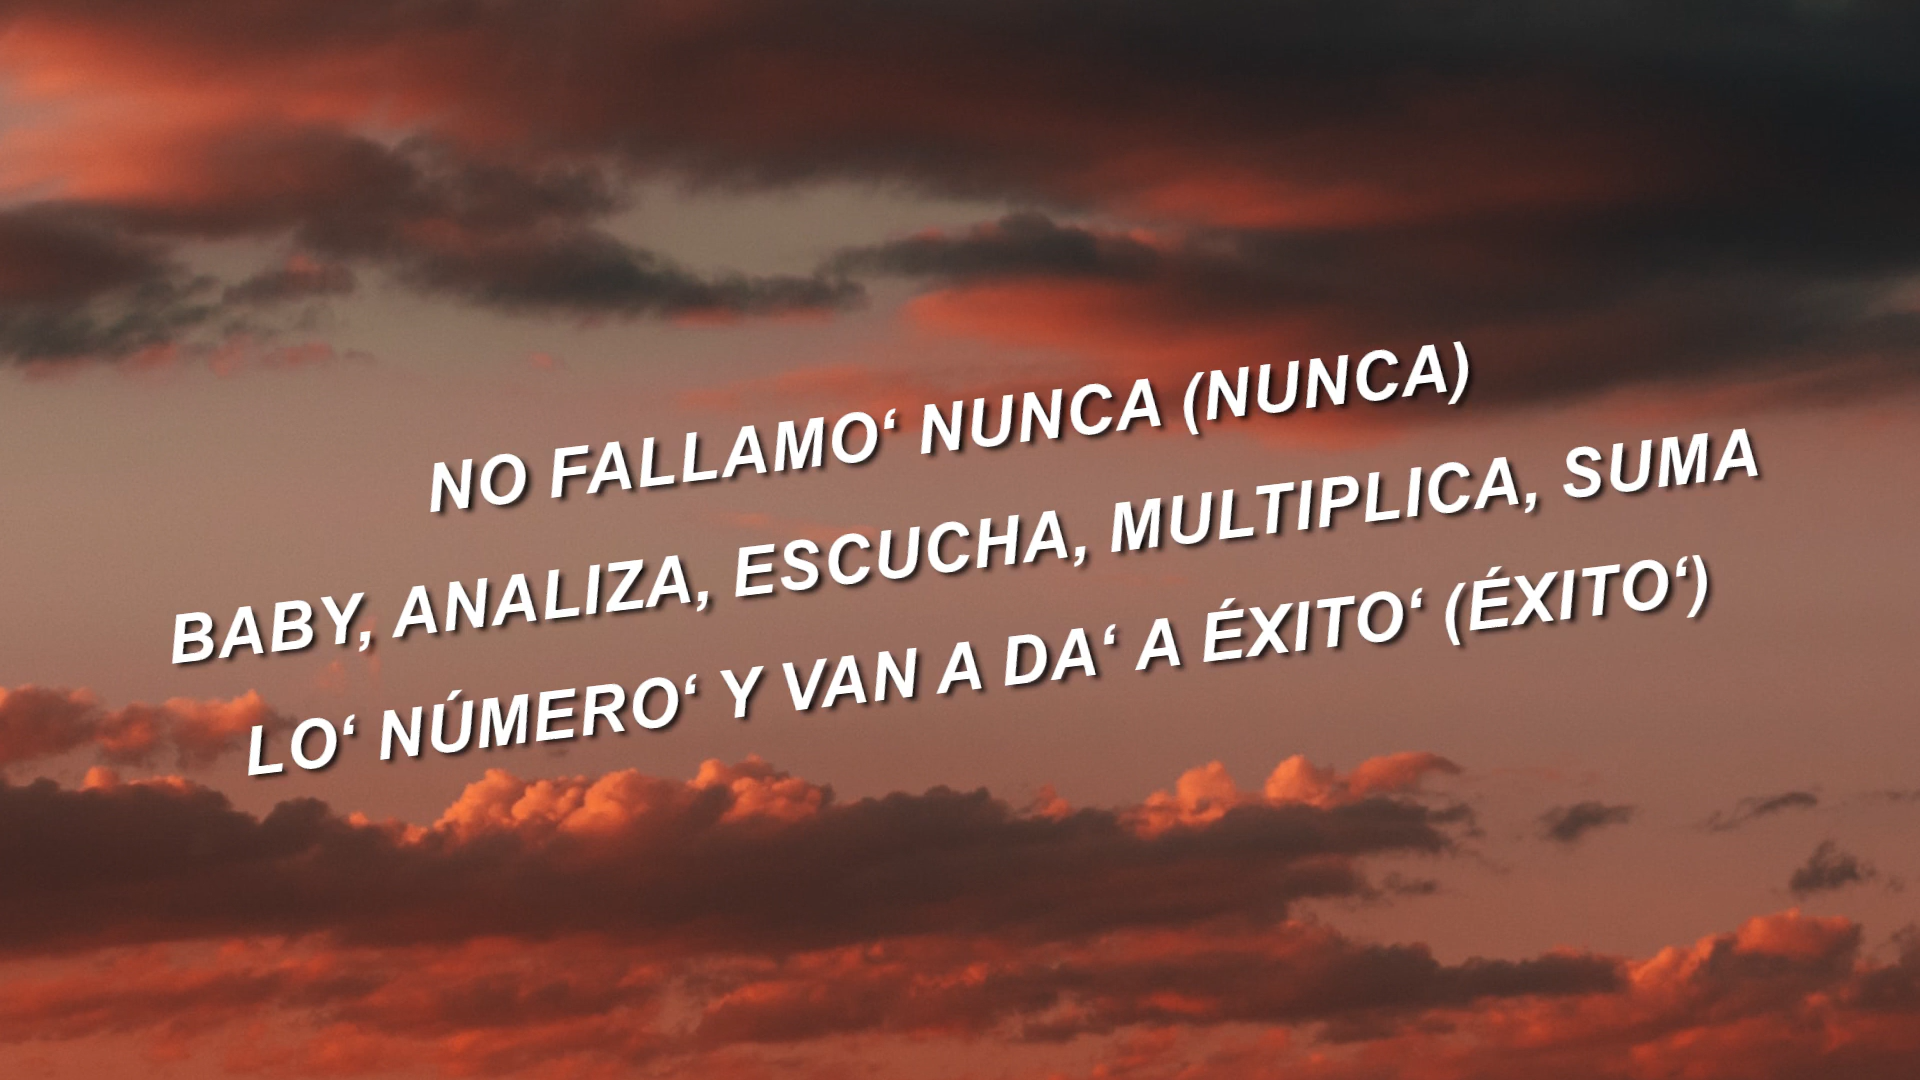 NO FALLAMO‘ NUNCA (NUNCA)
BABY, ANALIZA, ESCUCHA, MULTIPLICA, SUMA
LO‘ NÚMERO‘ Y VAN A DA‘ A ÉXITO‘ (ÉXITO‘)